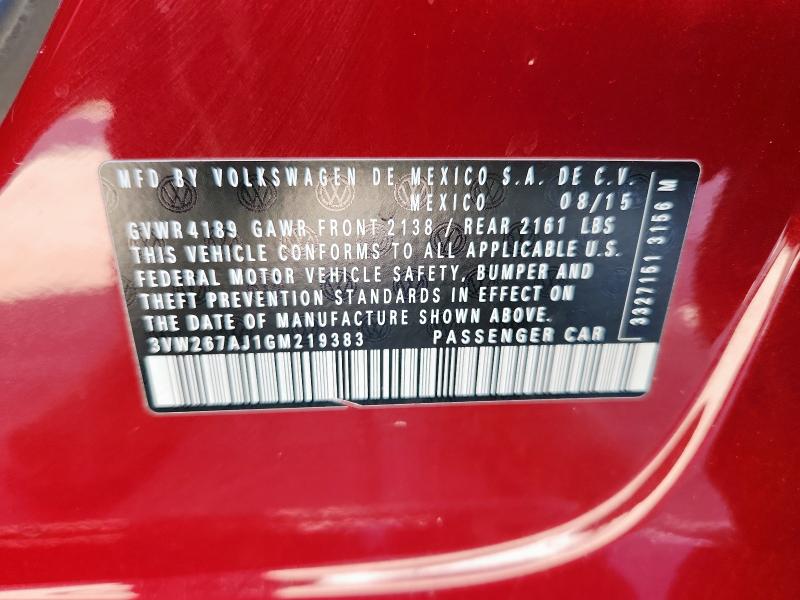 MFD BY VOLKSWAGEN DE MEXICO S.A. DE C.V.
MEXICO 08/15
GVWR 4189 GAWR FRONT 2138 / REAR 2161 LBS
THIS VEHICLE CONFORMS TO ALL APPLICABLE U.S.
FEDERAL MOTOR VEHICLE SAFETY, BUMPER AND
THEFT PREVENTION STANDARDS IN EFFECT ON
THE DATE OF MANUFACTURE SHOWN ABOVE.
3VW267AJ1GM219383 PASSENGER CAR
3327151 3156 M